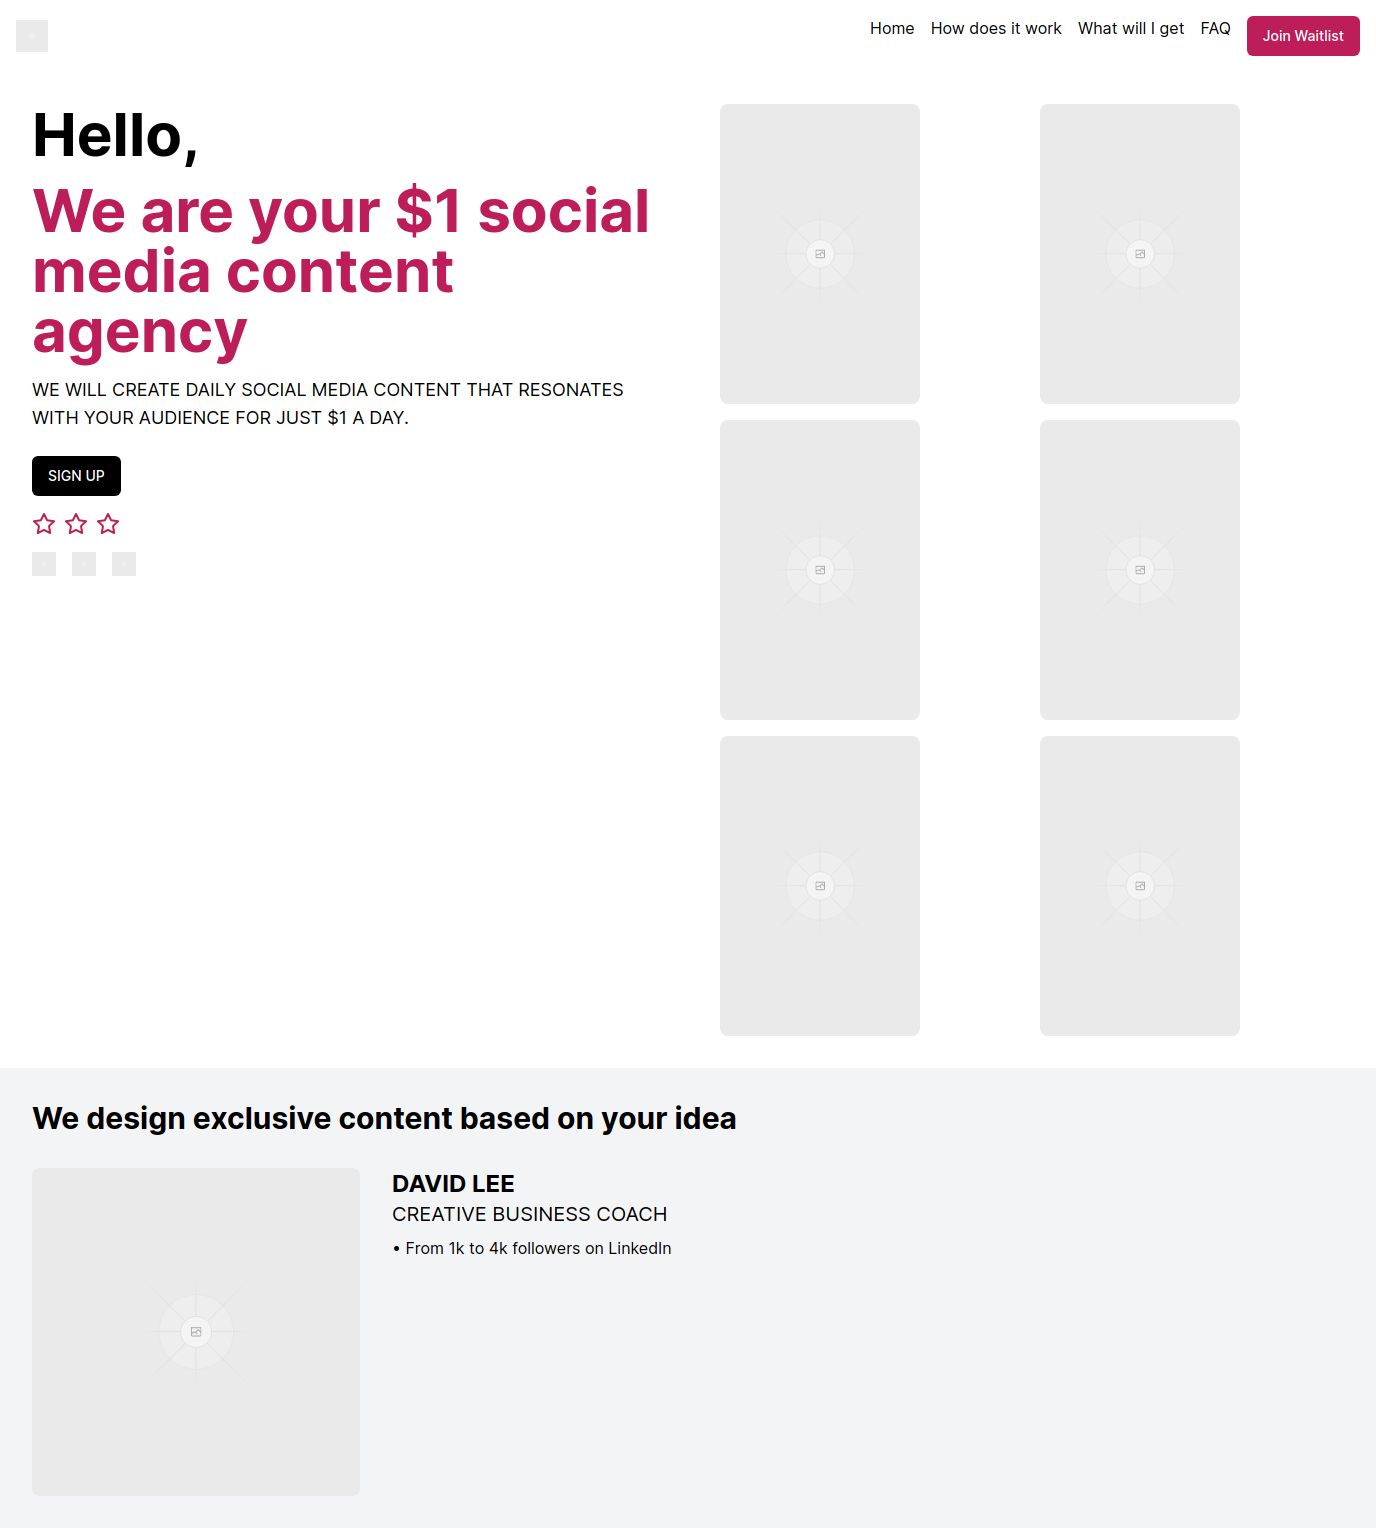 Home
How does it work
What will I get
FAQ
Join Waitlist
Hello,
We are your $1 social
media content
agency
WE WILL CREATE DAILY SOCIAL MEDIA CONTENT THAT RESONATES
WITH YOUR AUDIENCE FOR JUST $1 A DAY.
SIGN UP
We design exclusive content based on your idea
DAVID LEE
CREATIVE BUSINESS COACH
• From 1k to 4k followers on LinkedIn